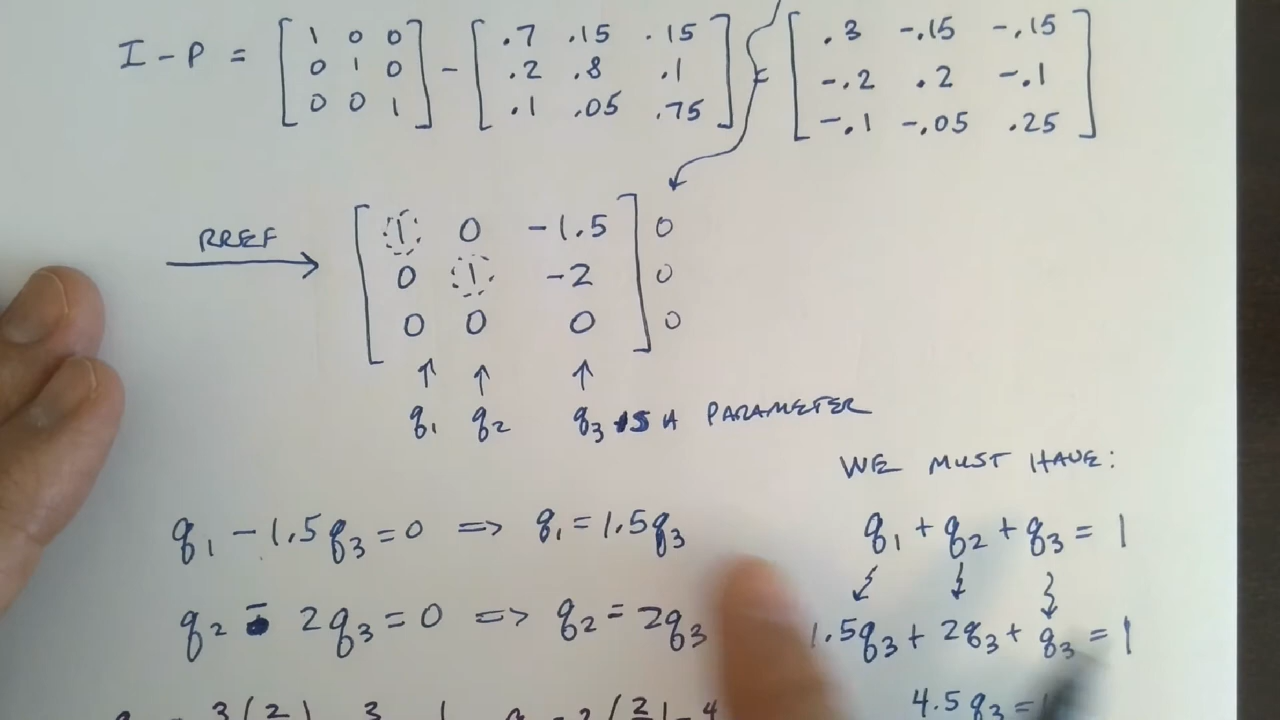 I - P = [ 1 0 0 ] - [ .7 .15 .15 ] = [ .3 -.15 -.15 ]
[ 0 1 0 ] [ .2 .8 .1 ] [ -.2 .2 -.1 ]
[ 0 0 1 ] [ .1 .05 .75 ] [ -.1 -.05 .25 ]
RREF → [ 1 0 -1.5 ] 0
[ 0 1 -2 ] 0
[ 0 0 0 ] 0
↑ ↑ ↑
q₁ q₂ q₃ IS A PARAMETER
WE MUST HAVE:
q₁ - 1.5q₃ = 0 => q₁ = 1.5q₃
q₁ + q₂ + q₃ = 1
q₂ - 2q₃ = 0 => q₂ = 2q₃
1.5q₃ + 2q₃ + q₃ = 1
4.5q₃ =